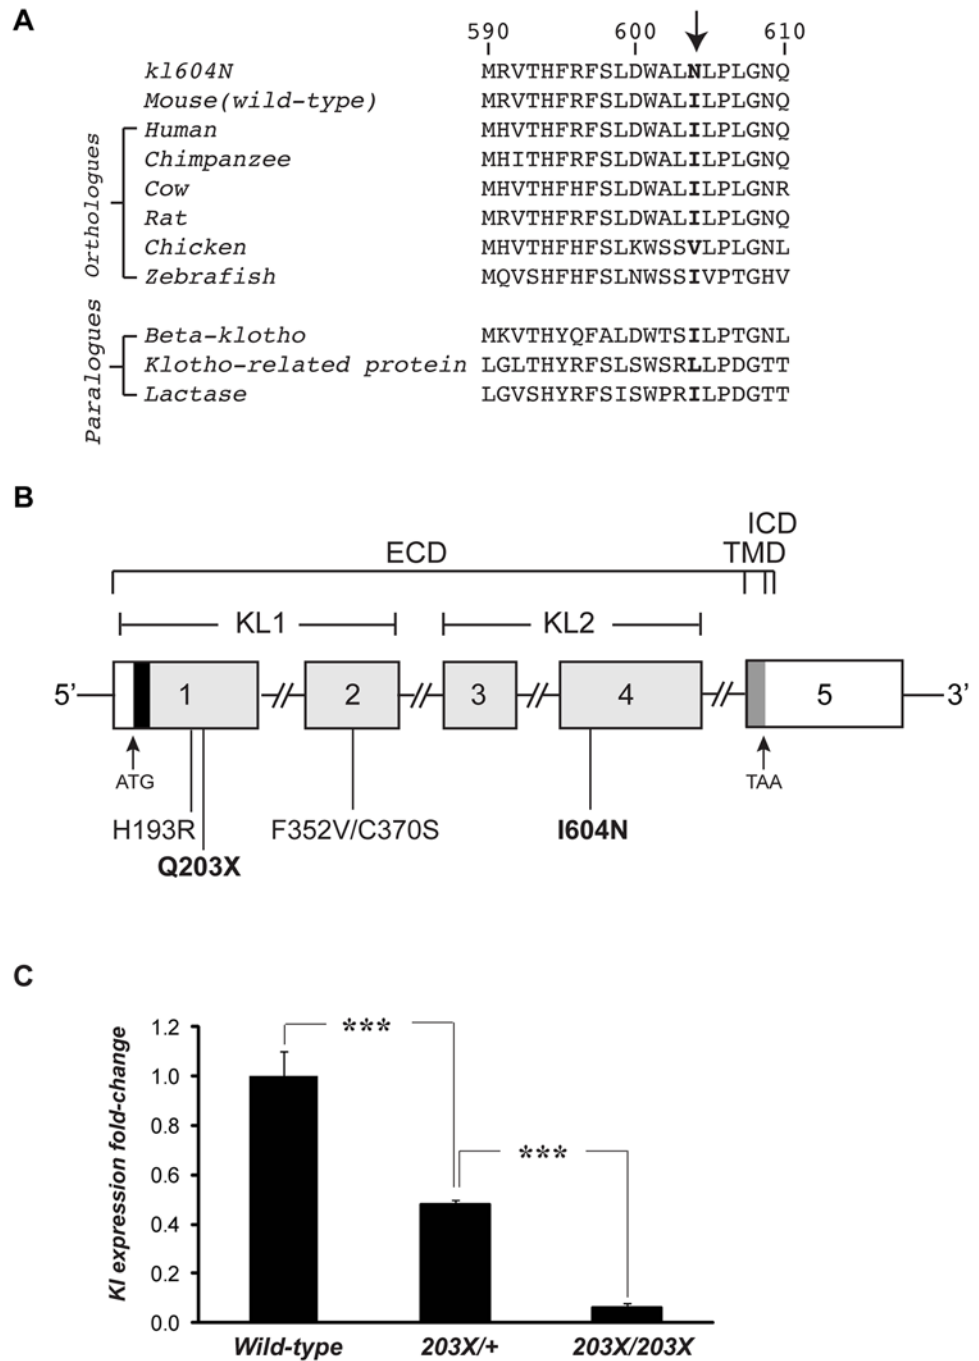 A
590 600 610
kl604N MRVTHFRFSLDWALNLPLGNQ
Mouse(wild-type) MRVTHFRFSLDWALILPLGNQ
Orthologues
Human MHVTHFRFSLDWALILPLGNQ
Chimpanzee MHITHFRFSLDWALILPLGNQ
Cow MHVTHFHFSLDWALILPLGNR
Rat MRVTHFRFSLDWALILPLGNQ
Chicken MHVTHFHFSLKWSSVLPLGNL
Zebrafish MQVSHFHFSLNWSSIVPTGHV
Paralogues
Beta-klotho MKVTHYQFALDWTSILPTGNL
Klotho-related protein LGLTHYRFSLSWSRLLPDGTT
Lactase LGVSHYRFSISWPRILPDGTT
B
ICD
ECD TMD
KL1 KL2
5’ 1 2 3 4 5 3’
ATG TAA
H193R F352V/C370S I604N
Q203X
C
Kl expression fold-change
1.2
1.0
0.8
0.6
0.4
0.2
0.0
***
***
Wild-type 203X/+ 203X/203X